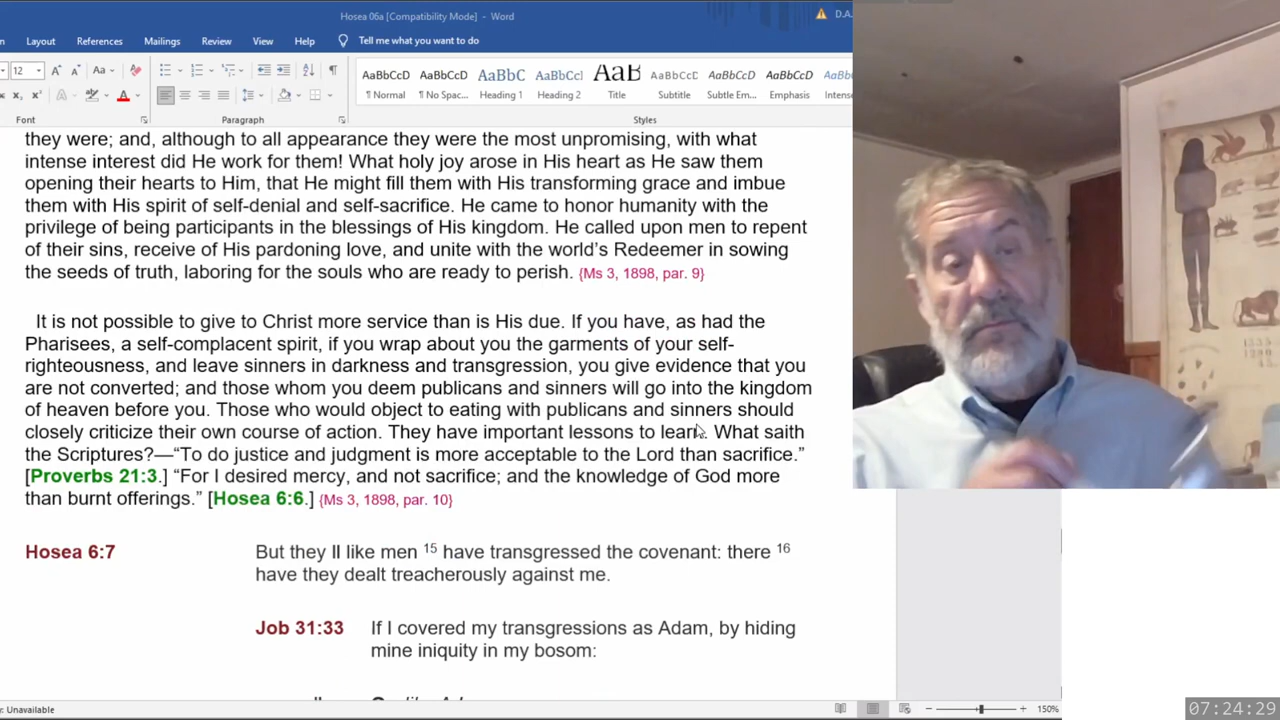 Hosea 06a [Compatibility Mode] - Word
D.A.
Layout References Mailings Review View Help Tell me what you want to do
12
AaBbCcD AaBbCcD AaBbC AaBbCcC AaB AaBbCcD AaBbCcD AaBbCcD AaBb
¶ Normal ¶ No Spac... Heading 1 Heading 2 Title Subtitle Subtle Em... Emphasis Intense
Font Paragraph Styles
they were; and, although to all appearance they were the most unpromising, with what
intense interest did He work for them! What holy joy arose in His heart as He saw them
opening their hearts to Him, that He might fill them with His transforming grace and imbue
them with His spirit of self-denial and self-sacrifice. He came to honor humanity with the
privilege of being participants in the blessings of His kingdom. He called upon men to repent
of their sins, receive of His pardoning love, and unite with the world’s Redeemer in sowing
the seeds of truth, laboring for the souls who are ready to perish. {Ms 3, 1898, par. 9}
It is not possible to give to Christ more service than is His due. If you have, as had the
Pharisees, a self-complacent spirit, if you wrap about you the garments of your self-
righteousness, and leave sinners in darkness and transgression, you give evidence that you
are not converted; and those whom you deem publicans and sinners will go into the kingdom
of heaven before you. Those who would object to eating with publicans and sinners should
closely criticize their own course of action. They have important lessons to learn. What saith
the Scriptures?—“To do justice and judgment is more acceptable to the Lord than sacrifice.”
[Proverbs 21:3.] “For I desired mercy, and not sacrifice; and the knowledge of God more
than burnt offerings.” [Hosea 6:6.] {Ms 3, 1898, par. 10}
Hosea 6:7 But they ll like men 15 have transgressed the covenant: there 16
have they dealt treacherously against me.
Job 31:33 If I covered my transgressions as Adam, by hiding
mine iniquity in my bosom:
: Unavailable
150%
07:24:29